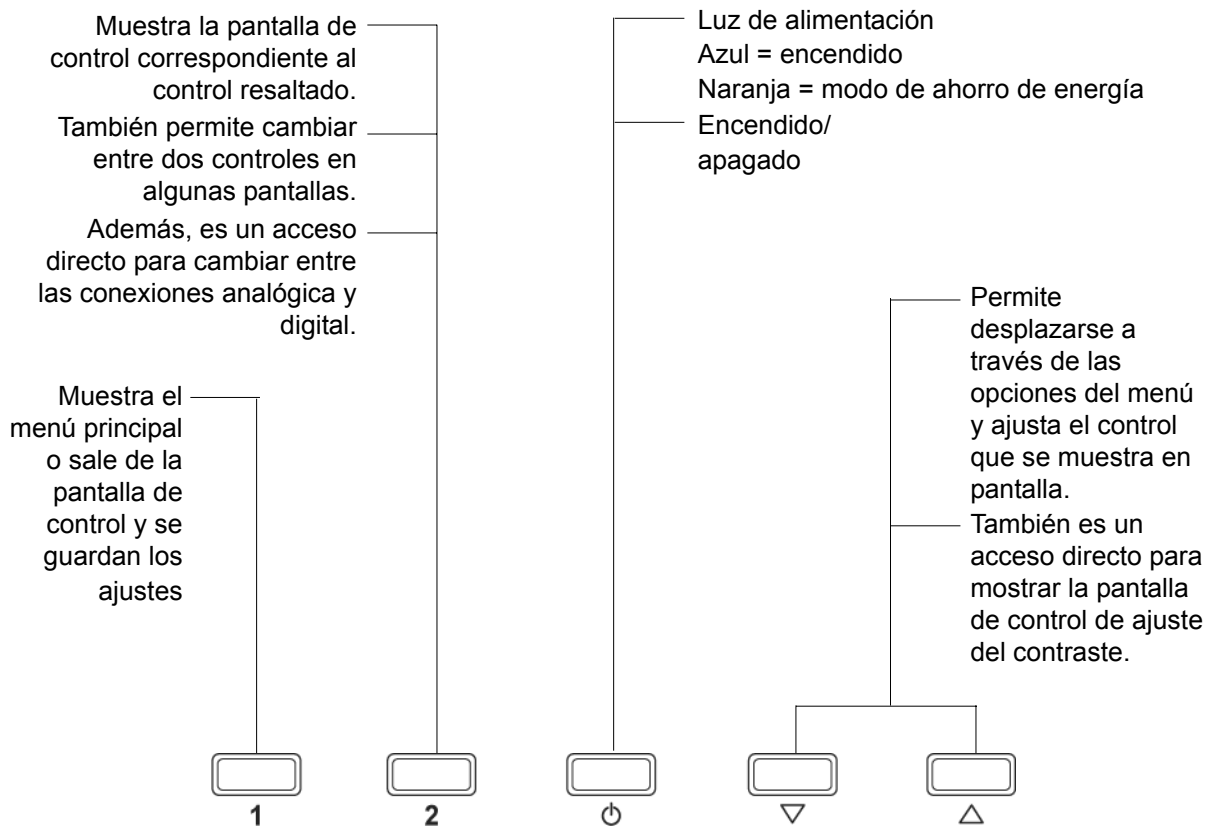 Muestra la pantalla de
control correspondiente al
control resaltado.
También permite cambiar
entre dos controles en
algunas pantallas.
Además, es un acceso
directo para cambiar entre
las conexiones analógica y
digital.
Muestra el
menú principal
o sale de la
pantalla de
control y se
guardan los
ajustes
Luz de alimentación
Azul = encendido
Naranja = modo de ahorro de energía
Encendido/
apagado
Permite
desplazarse a
través de las
opciones del menú
y ajusta el control
que se muestra en
pantalla.
También es un
acceso directo para
mostrar la pantalla
de control de ajuste
del contraste.
1 2